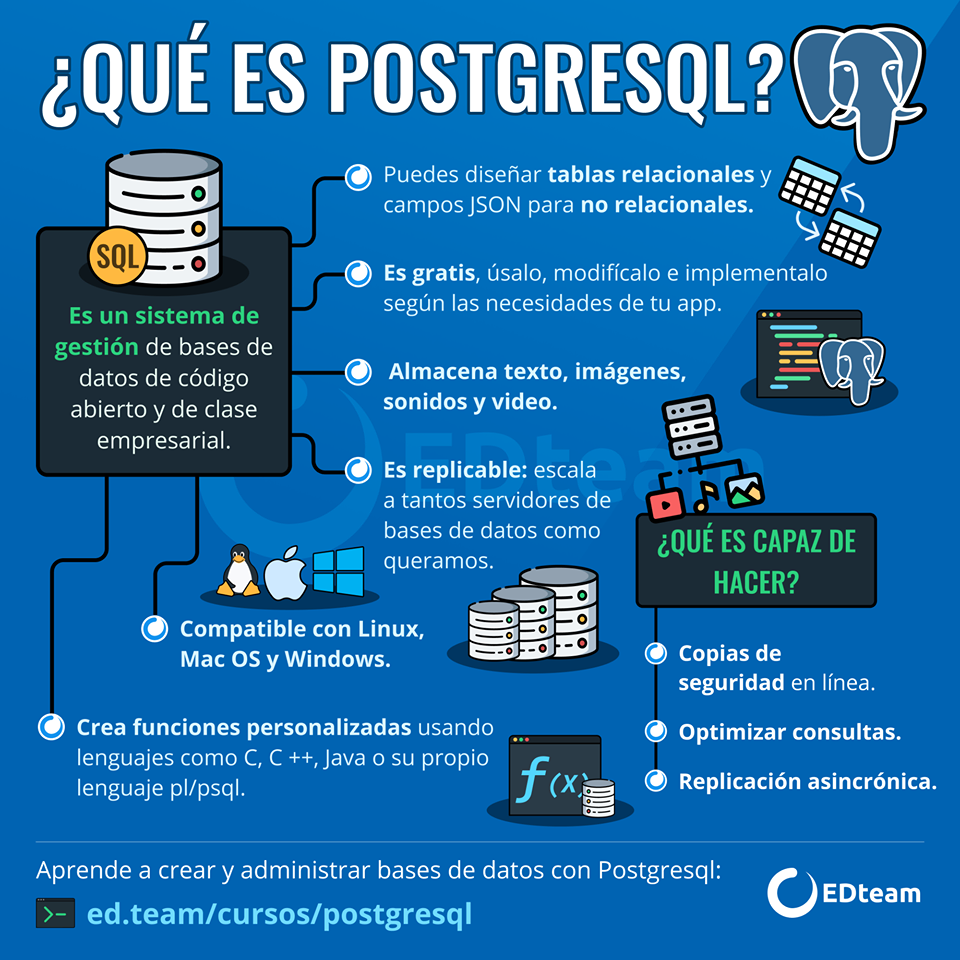 ¿QUÉ ES POSTGRESQL?
SQL
Es un sistema de
gestión de bases de
datos de código
abierto y de clase
empresarial.
Puedes diseñar tablas relacionales y
campos JSON para no relacionales.
Es gratis, úsalo, modifícalo e implementalo
según las necesidades de tu app.
Almacena texto, imágenes,
sonidos y video.
Es replicable: escala
a tantos servidores de
bases de datos como
queramos.
EDteam
Compatible con Linux,
Mac OS y Windows.
Crea funciones personalizadas usando
lenguajes como C, C ++, Java o su propio
lenguaje pl/psql.
f(x)
¿QUÉ ES CAPAZ DE
HACER?
Copias de
seguridad en línea.
Optimizar consultas.
Replicación asincrónica.
Aprende a crear y administrar bases de datos con Postgresql:
>- ed.team/cursos/postgresql
EDteam